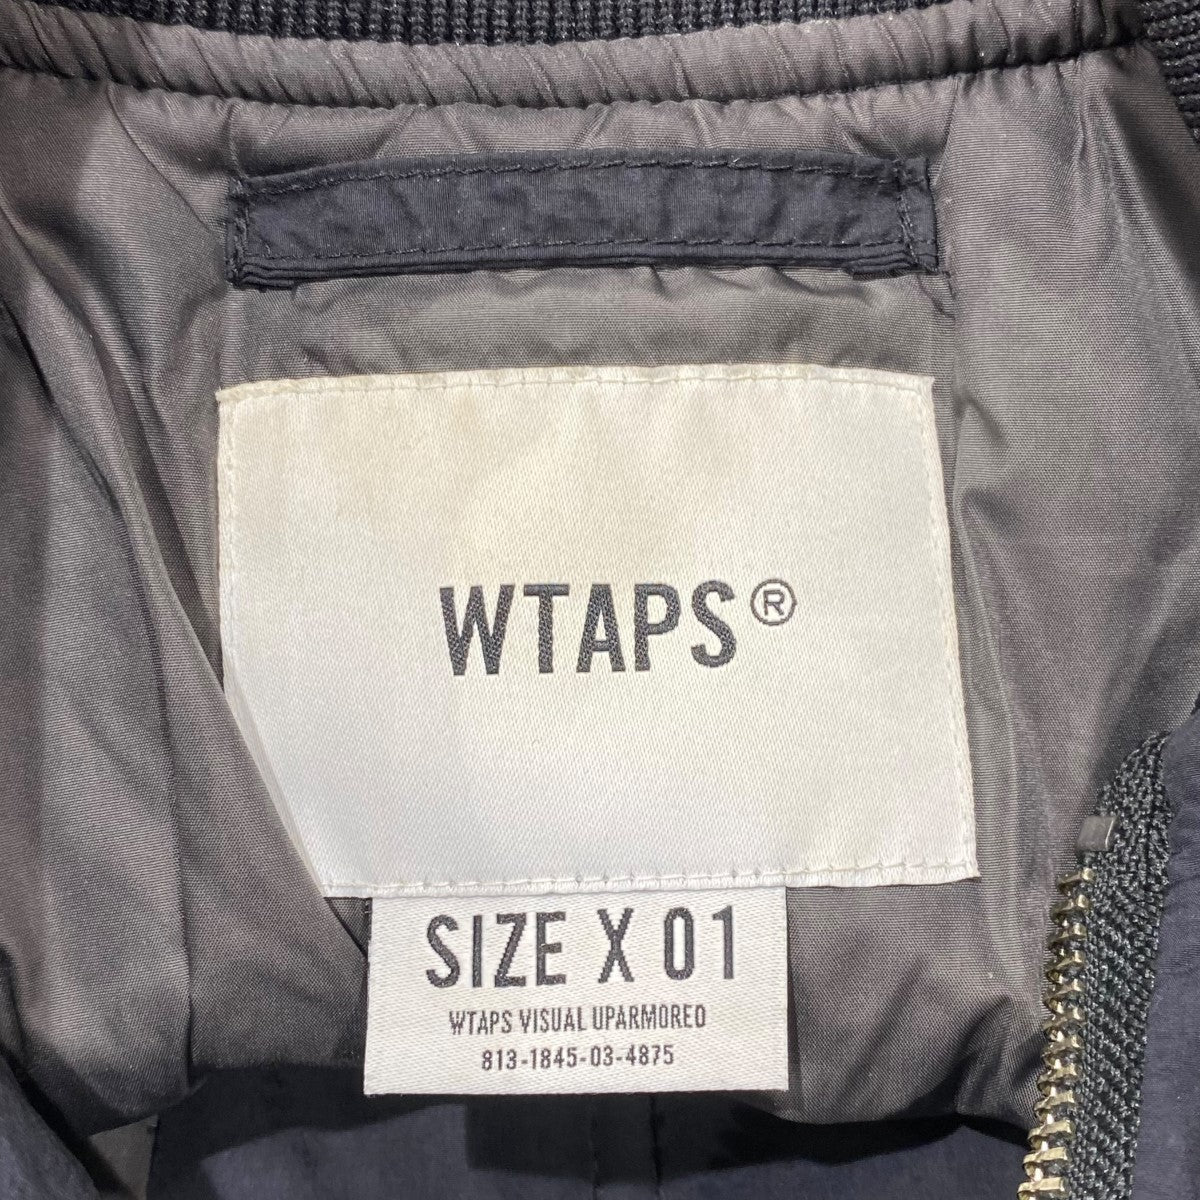 WTAPS®
SIZE X 01
WTAPS VISUAL UPARMORED
813-1845-03-4875